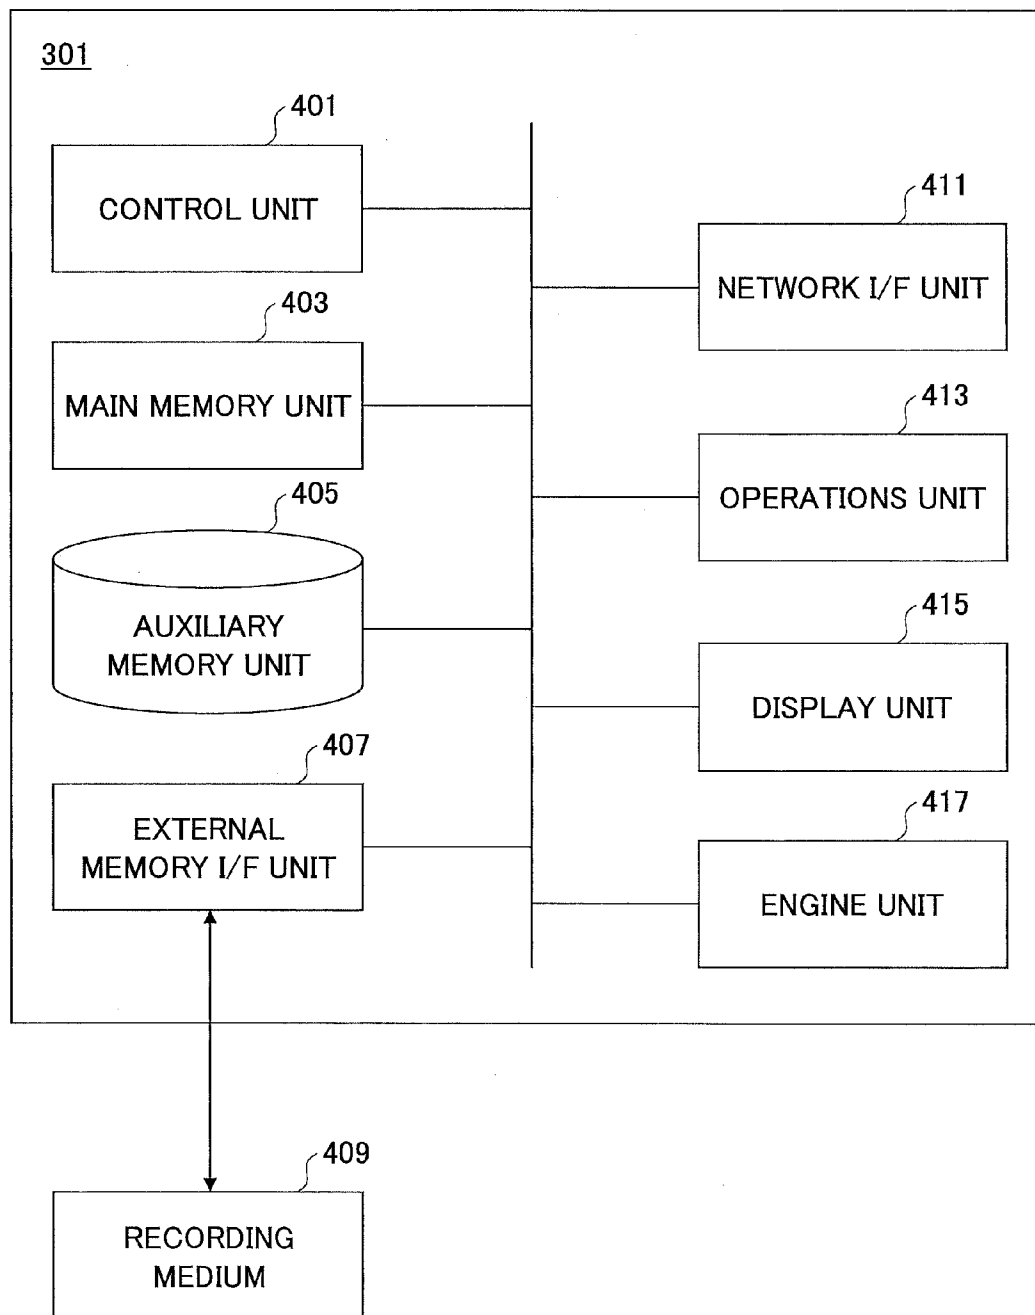 301
401
CONTROL UNIT
403
MAIN MEMORY UNIT
405
AUXILIARY
MEMORY UNIT
407
EXTERNAL
MEMORY I/F UNIT
409
RECORDING
MEDIUM
411
NETWORK I/F UNIT
413
OPERATIONS UNIT
415
DISPLAY UNIT
417
ENGINE UNIT